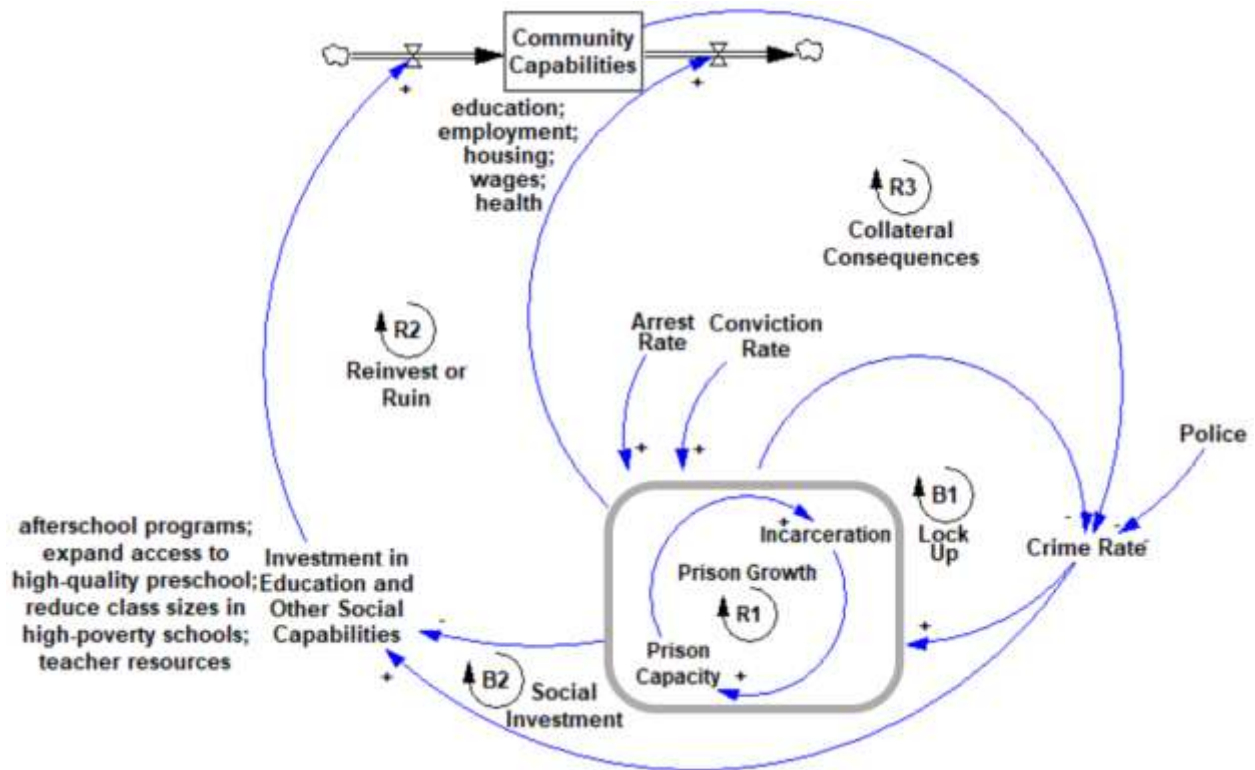 Community
Capabilities
+
+
education;
employment;
housing;
wages;
health
R3
Collateral
Consequences
R2
Reinvest or
Ruin
Arrest
Rate
Conviction
Rate
+
+
Police
B1
Lock
Up
-
-
-
Crime Rate
+
+
Incarceration
Prison Growth
R1
Prison
Capacity
+
afterschool programs;
expand access to
high-quality preschool;
reduce class sizes in
high-poverty schools;
teacher resources
Investment in
Education and
Other Social
Capabilities
-
+
B2
Social
Investment